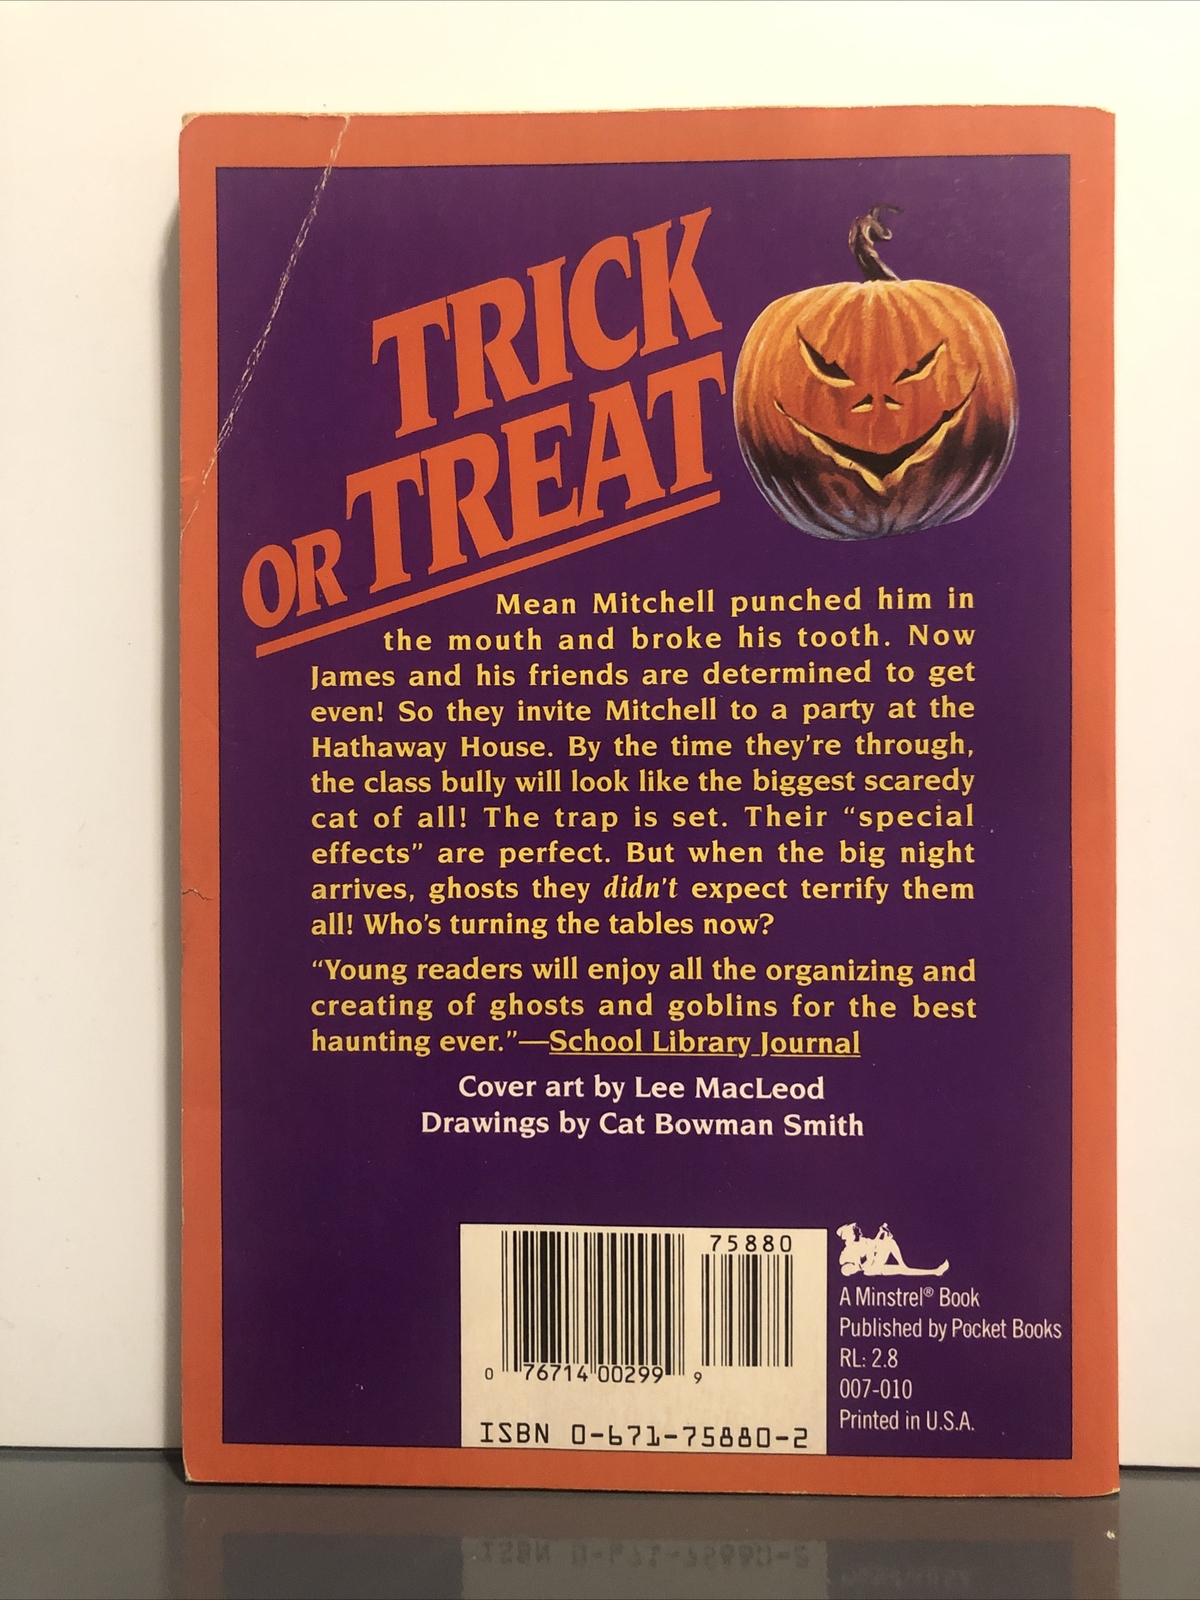 TRICK
OR TREAT
Mean Mitchell punched him in
the mouth and broke his tooth. Now
James and his friends are determined to get
even! So they invite Mitchell to a party at the
Hathaway House. By the time they're through,
the class bully will look like the biggest scaredy
cat of all! The trap is set. Their “special
effects” are perfect. But when the big night
arrives, ghosts they didn't expect terrify them
all! Who's turning the tables now?
“Young readers will enjoy all the organizing and
creating of ghosts and goblins for the best
haunting ever.”—School Library Journal
Cover art by Lee MacLeod
Drawings by Cat Bowman Smith
75880
0 76714 00299 9
ISBN 0-671-75880-2
A Minstrel® Book
Published by Pocket Books
RL: 2.8
007-010
Printed in U.S.A.